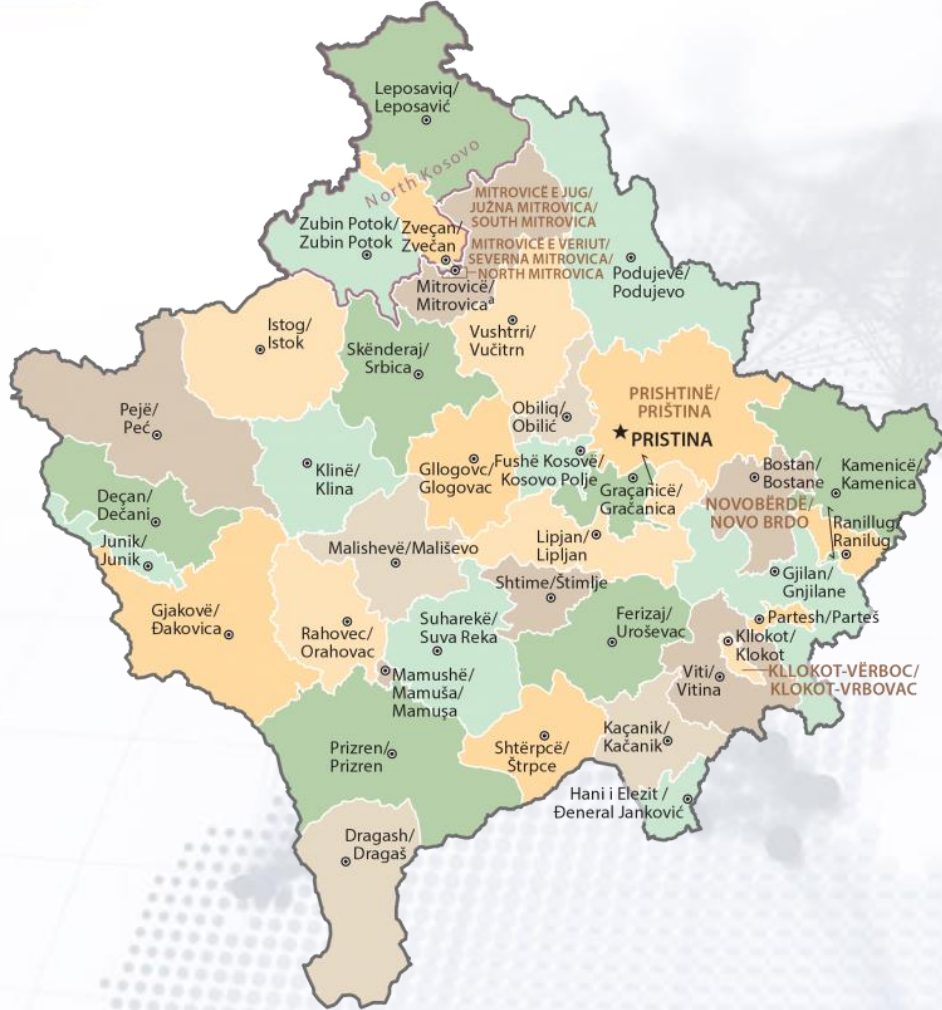 Leposaviq/
Leposavić
North Kosovo
MITROVICË E JUG/
JUŽNA MITROVICA/
SOUTH MITROVICA
Zubin Potok/
Zubin Potok
Zveçan/
Zvečan
MITROVICË E VERIUT/
SEVERNA MITROVICA/
NORTH MITROVICA
Mitrovicë/
Mitrovicaª
Podujevë/
Podujevo
Istog/
Istok
Vushtrri/
Vučitrn
Skënderaj/
Srbica
Pejë/
Peć
Obiliq/
Obilić
PRISHTINË/
PRIŠTINA
PRISTINA
Klinë/
Klina
Gllogovc/
Glogovac
Fushë Kosovë/
Kosovo Polje
Graçanicë/
Gračanica
Bostan/
Bostane
Kamenicë/
Kamenica
Deçan/
Dečani
NOVOBËRDË/
NOVO BRDO
Ranillug/
Ranilug
Junik/
Junik
Malishevë/Mališevo
Lipjan/
Lipljan
Shtime/Štimlje
Gjilan/
Gnjilane
Gjakovë/
Đakovica
Rahovec/
Orahovac
Suharekë/
Suva Reka
Ferizaj/
Uroševac
Partesh/Parteš
Kllokot/
Klokot
KLLOKOT-VËRBOC/
KLOKOT-VRBOVAC
Mamushë/
Mamuša/
Mamuşa
Viti/
Vitina
Prizren/
Prizren
Shtërpcë/
Štrpce
Kaçanik/
Kačanik
Hani i Elezit /
Đeneral Janković
Dragash/
Dragaš